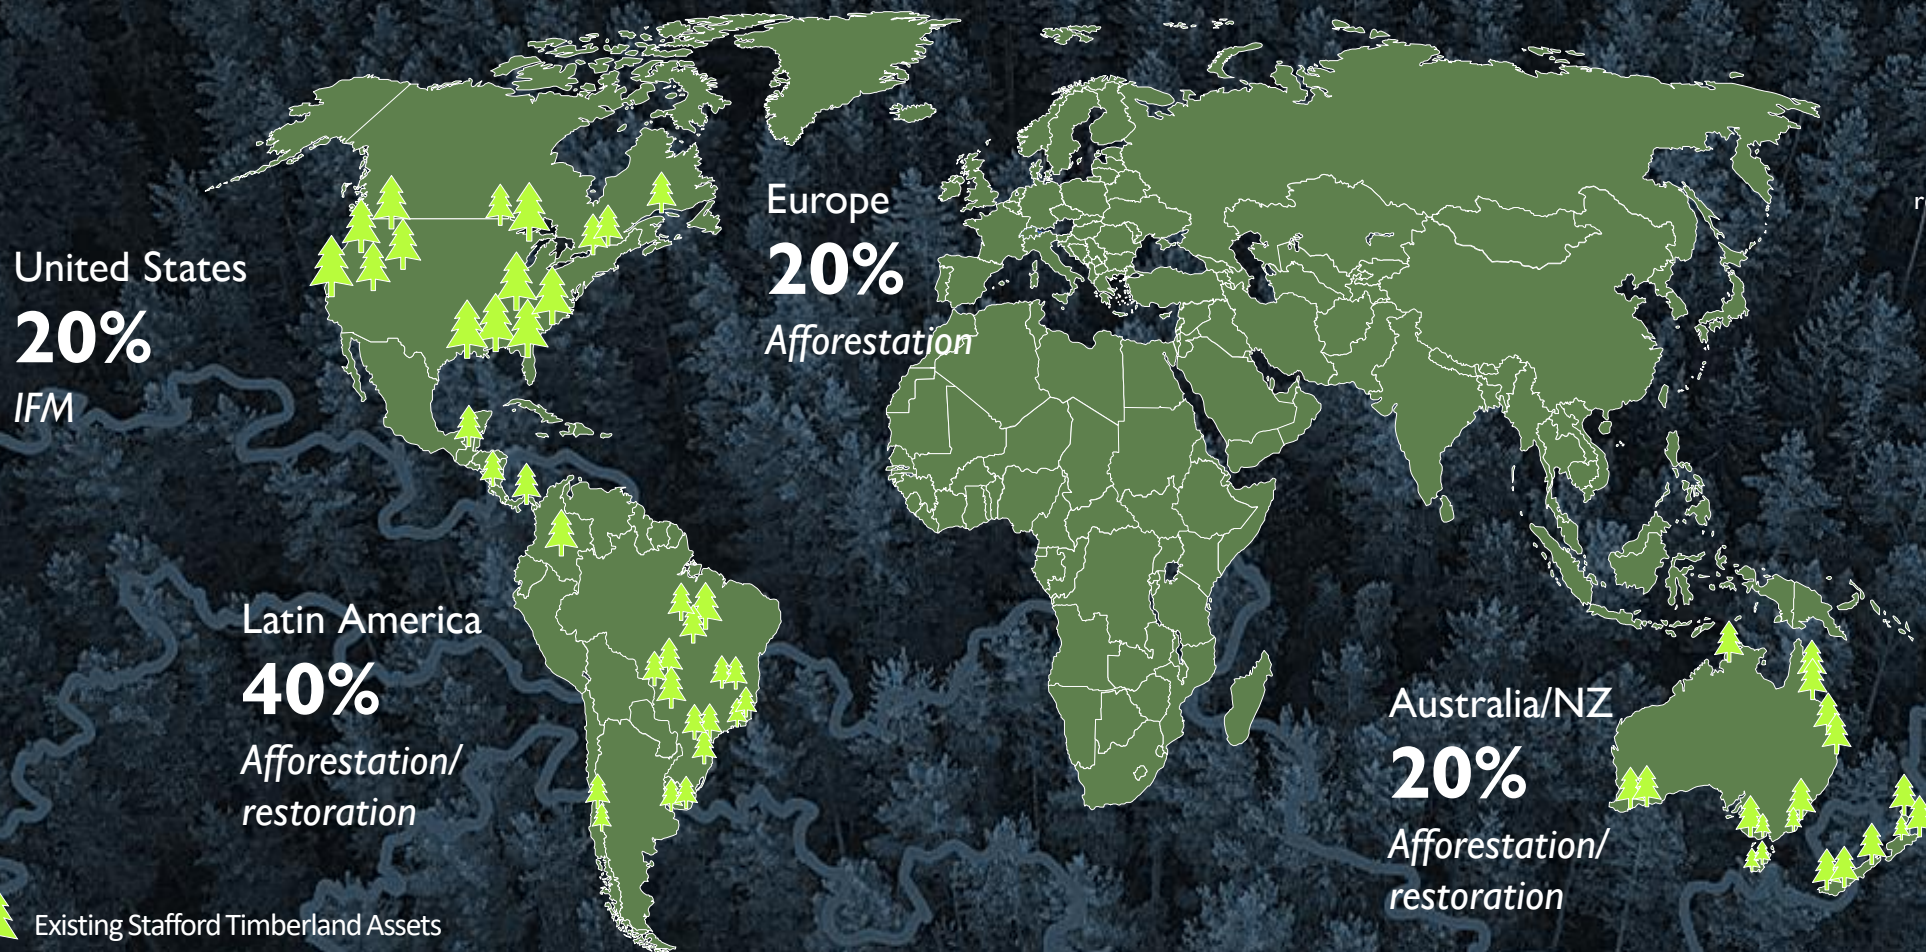 Europe
20%
Afforestation
United States
20%
IFM
Latin America
40%
Afforestation/
restoration
Australia/NZ
20%
Afforestation/
restoration
Existing Stafford Timberland Assets